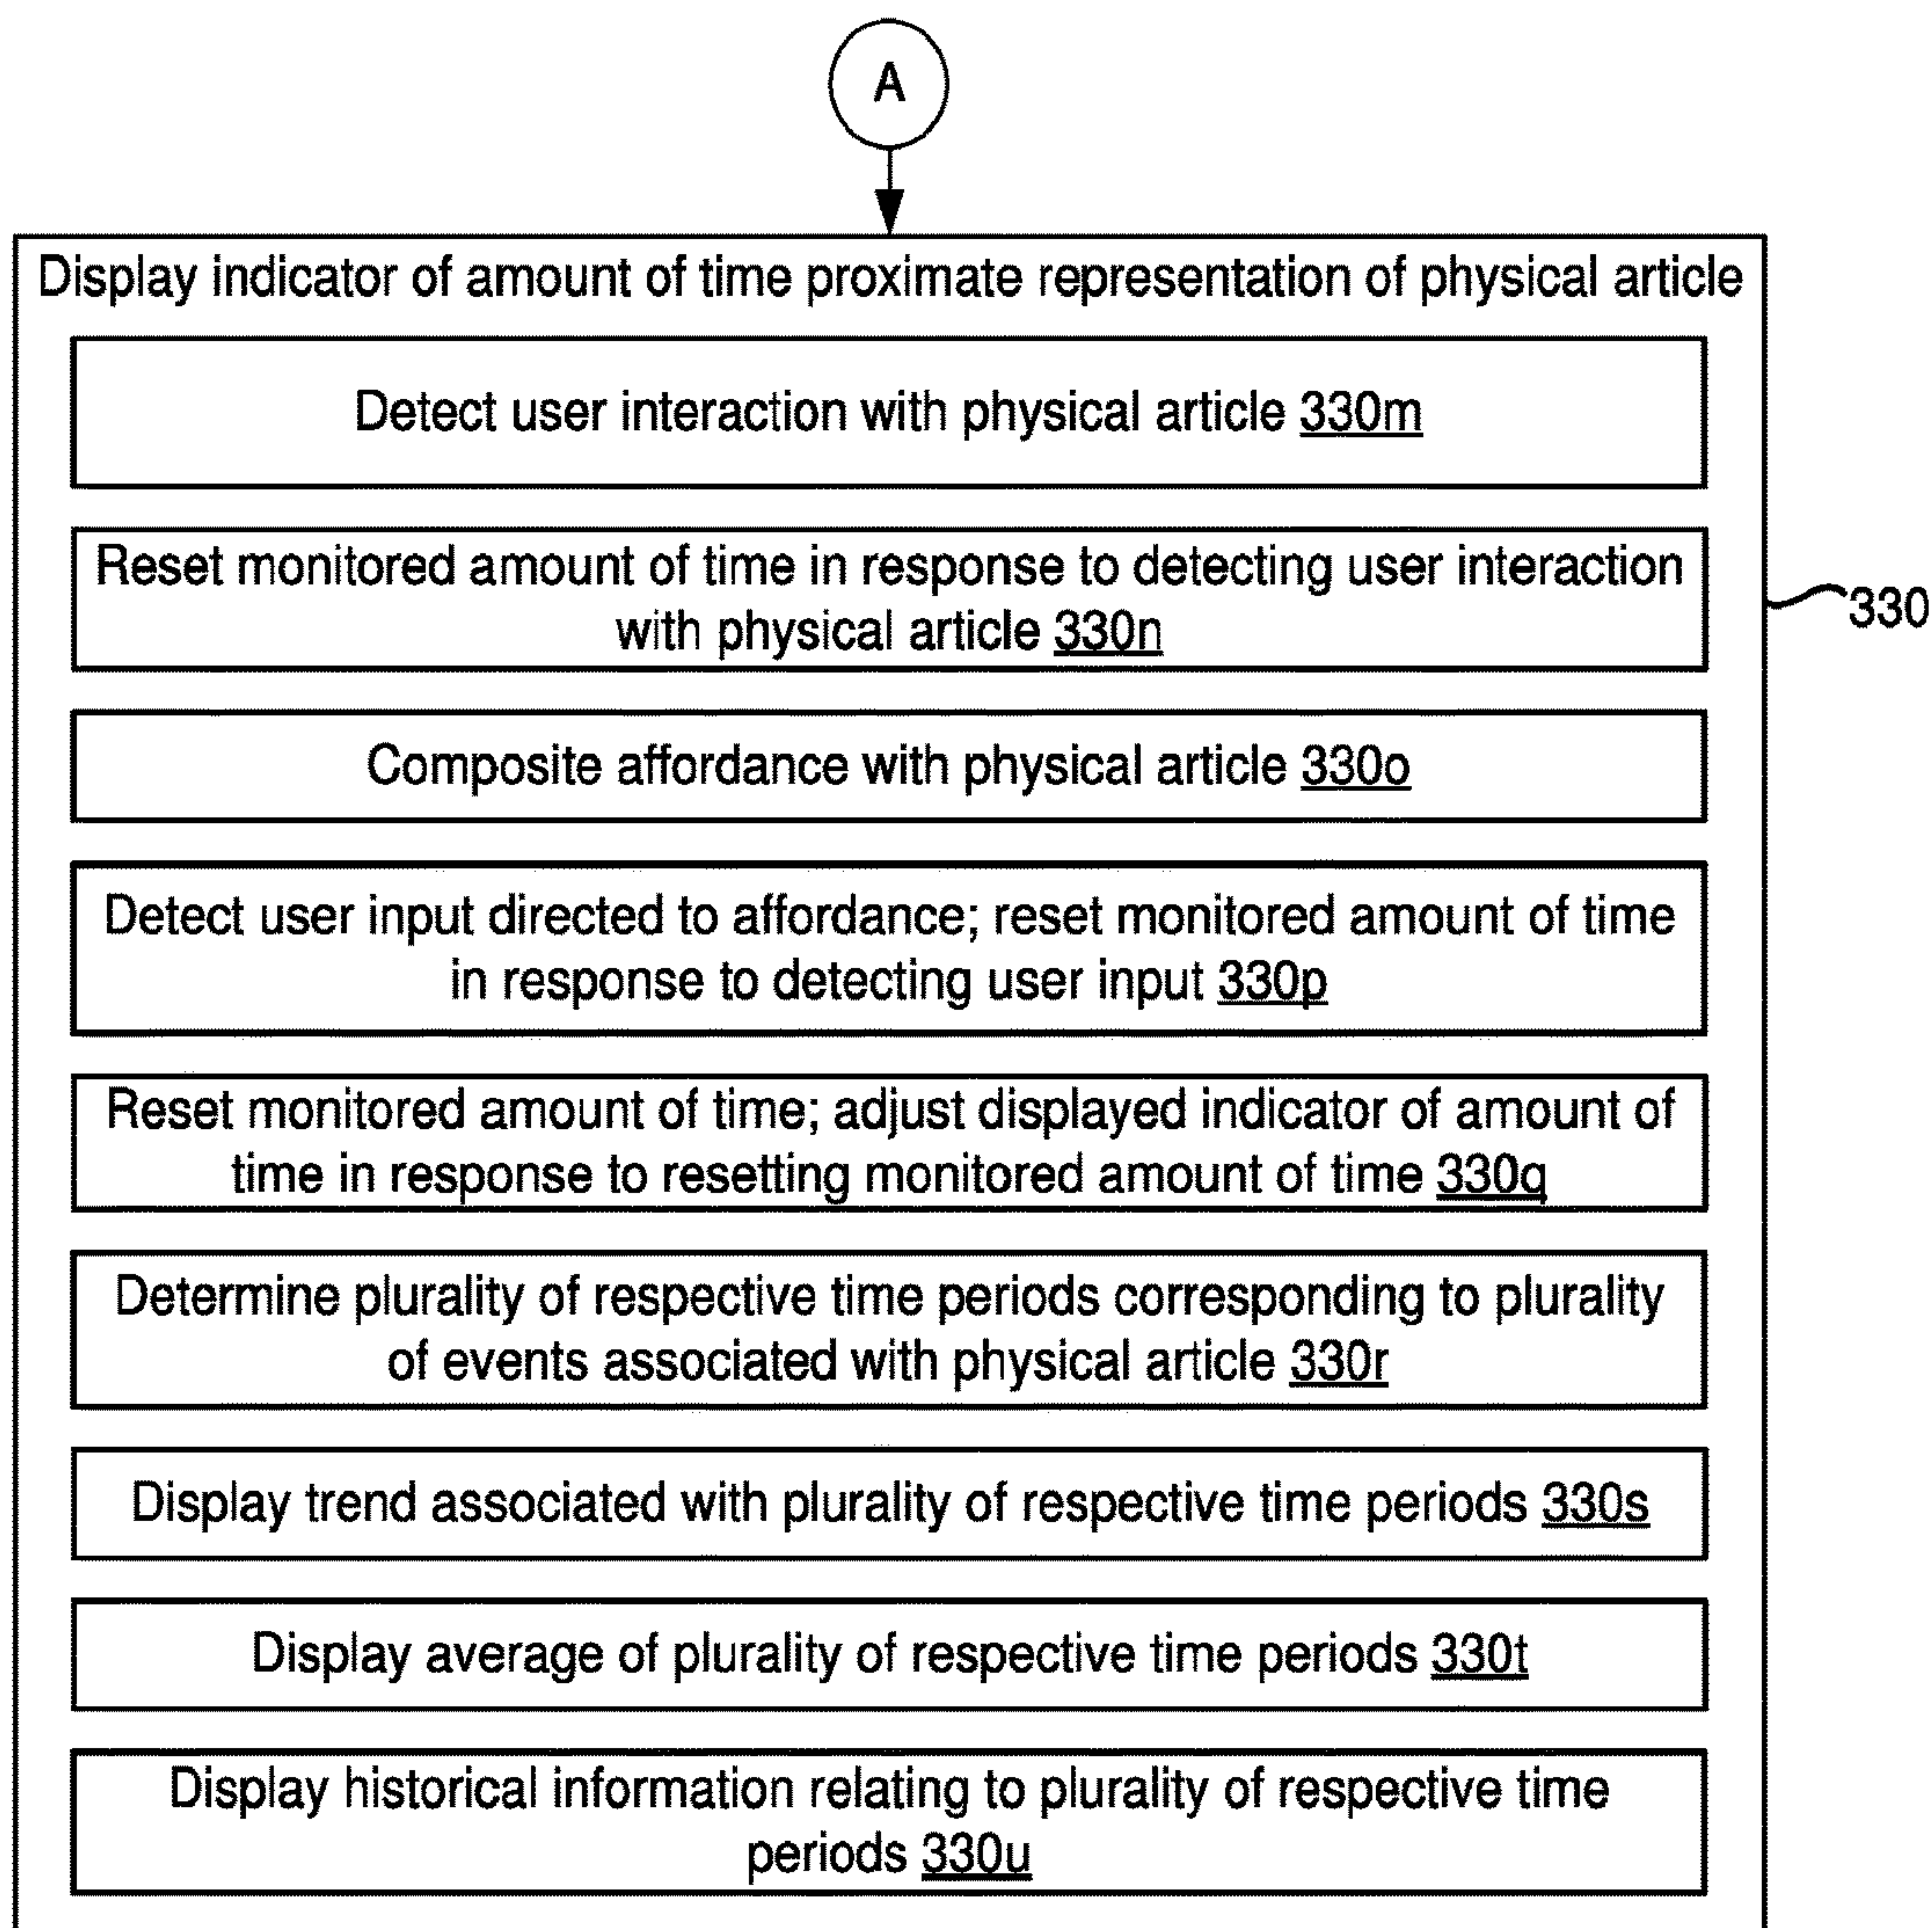 A
Display indicator of amount of time proximate representation of physical article
Detect user interaction with physical article 330m
Reset monitored amount of time in response to detecting user interaction
with physical article 330n
330
Composite affordance with physical article 330o
Detect user input directed to affordance; reset monitored amount of time
in response to detecting user input 330p
Reset monitored amount of time; adjust displayed indicator of amount of
time in response to resetting monitored amount of time 330q
Determine plurality of respective time periods corresponding to plurality
of events associated with physical article 330r
Display trend associated with plurality of respective time periods 330s
Display average of plurality of respective time periods 330t
Display historical information relating to plurality of respective time
periods 330u